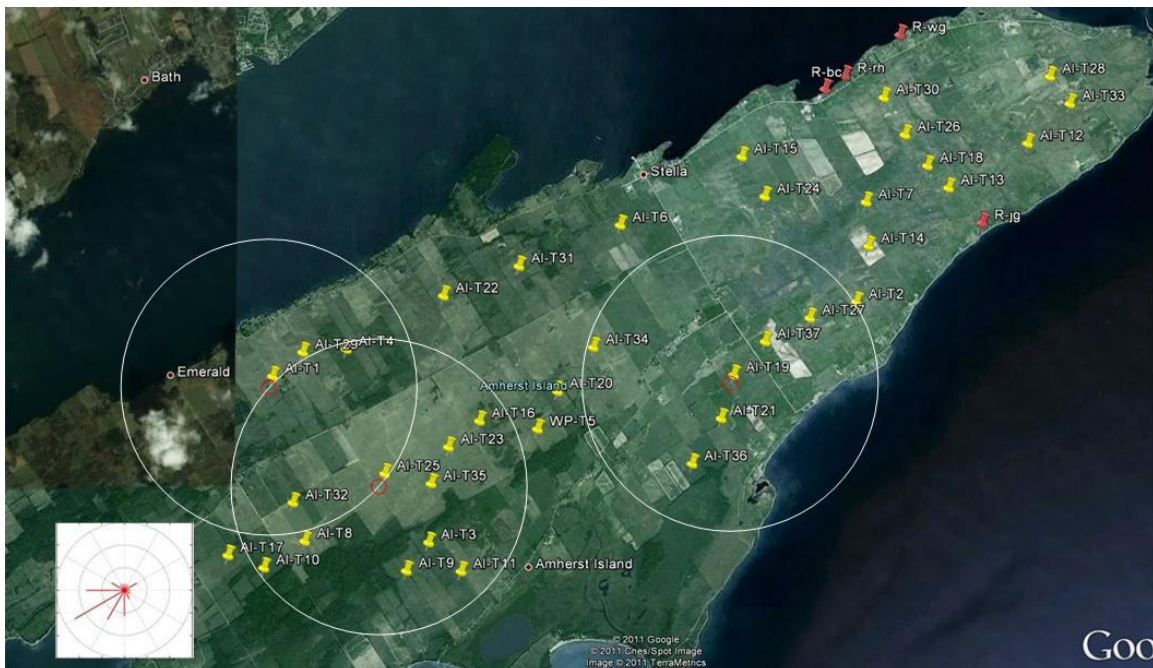 R-wg
Bath
R-rh
R-bc
AI-T28
AI-T30
AI-T33
AI-T26
AI-T12
AI-T15
AI-T18
Stella
AI-T13
AI-T24
AI-T7
R-jg
AI-T6
AI-T14
AI-T31
AI-T22
AI-T2
AI-T27
AI-T37
AI-T29
AI-T4
AI-T34
AI-T1
Emerald
AI-T19
Amherst Island
AI-T20
AI-T16
WP-T5
AI-T21
AI-T23
AI-T36
AI-T25
AI-T35
AI-T32
AI-T8
AI-T3
AI-T17
AI-T10
AI-T9
AI-T11
Amherst Island
© 2011 Google
© 2011 Cnes/Spot Image
Image © 2011 TerraMetrics
Goo